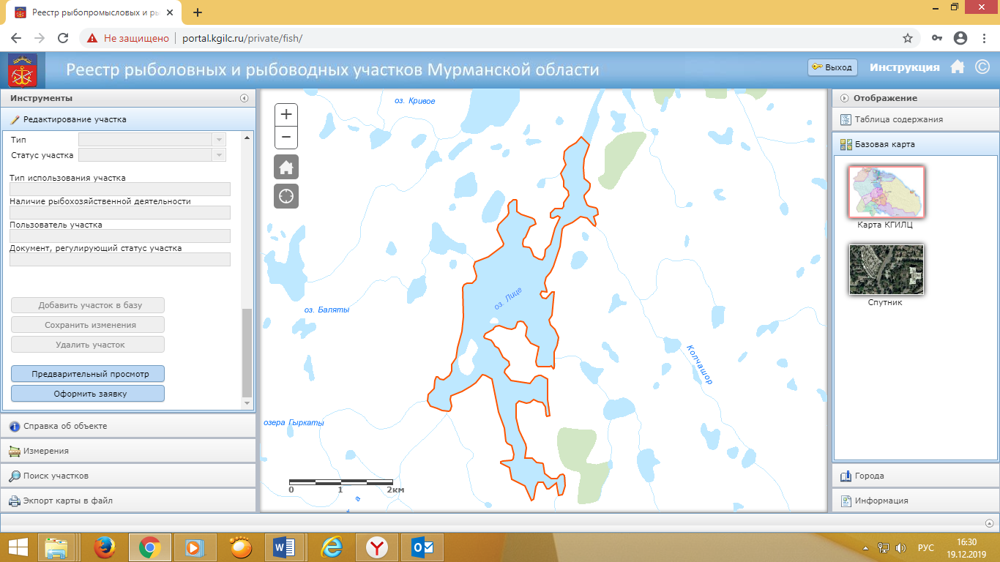 Реестр рыбопромысловых и ры
Не защищено
portal.kgilc.ru/private/fish/
Реестр рыболовных и рыбоводных участков Мурманской области
Выход
Инструкция
©
Инструменты
Редактирование участка
Тип
Статус участка
Тип использования участка
Наличие рыбохозяйственной деятельности
Пользователь участка
Документ, регулирующий статус участка
Добавить участок в базу
Сохранить изменения
Удалить участок
Предварительный просмотр
Оформить заявку
Справка об объекте
Измерения
Поиск участков
Экспорт карты в файл
+
−
оз. Кривое
оз. Лице
оз. Баляты
Колчашор
озера Гыркаты
а
0 1 2км
Отображение
Таблица содержания
Базовая карта
Карта КГИЛЦ
Спутник
Города
Информация
W
РУС
16:30
19.12.2019